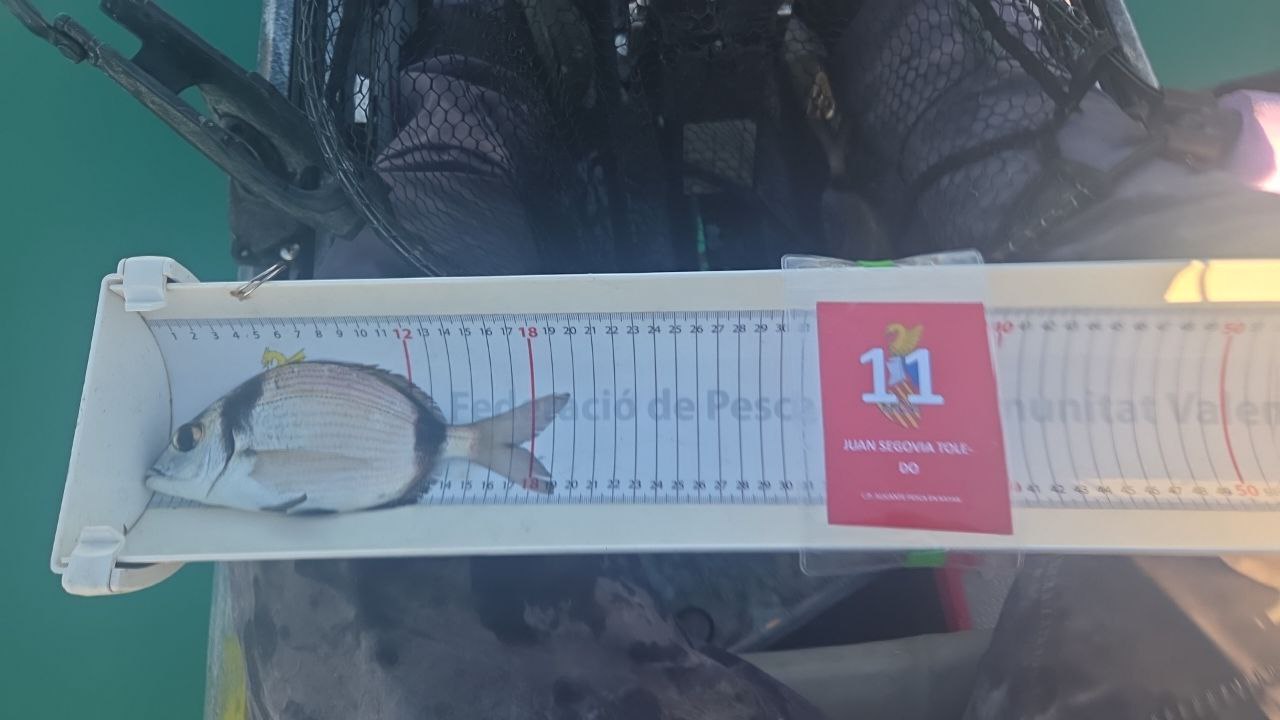 1 2 3 4 5 6 7 8 9 10 11 12 13 14 15 16 17 18 19 20 21 22 23 24 25 26 27 28 29 30
50
Federació de Pesca
munitat Valen
11
JUAN SEGOVIA TOLE-
DO
14 15 16 17 18 19 20 21 22 23 24 25 26 27 28 29 30
41 42 43 44 45 46 47 48 49 50